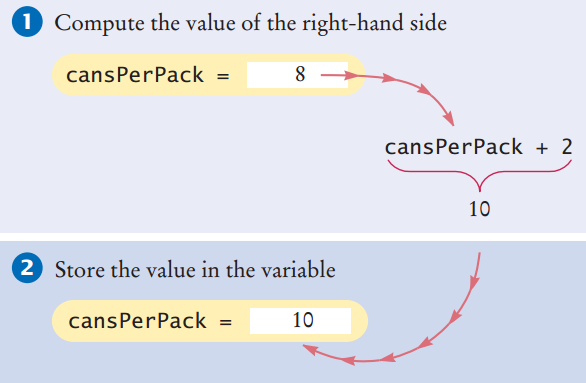 1 Compute the value of the right-hand side
cansPerPack = 8
cansPerPack + 2
10
2 Store the value in the variable
cansPerPack = 10